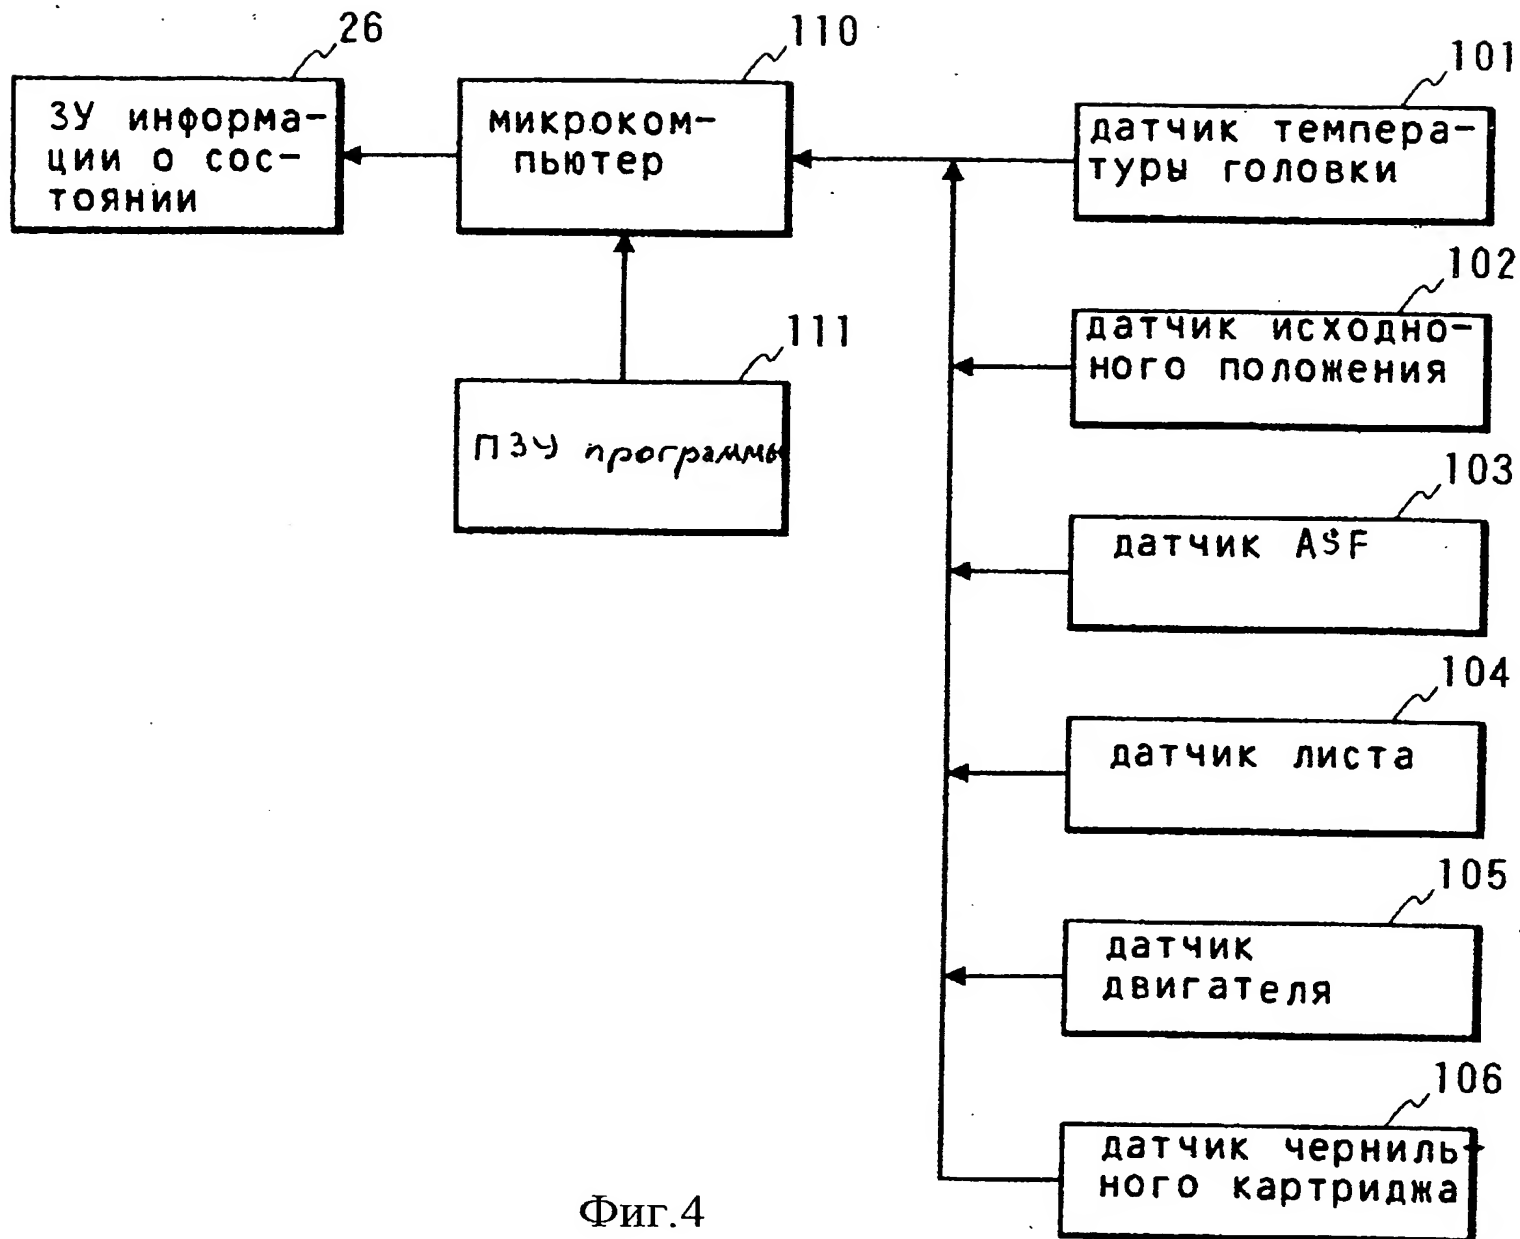 26
ЗУ информа-
ции о сос-
тоянии
110
микроком-
пьютер
111
ПЗУ программы
101
датчик темпера-
туры головки
102
датчик исходно-
ного положения
103
датчик ASF
104
датчик листа
105
датчик
двигателя
106
датчик черниль-
ного картриджа
Фиг.4